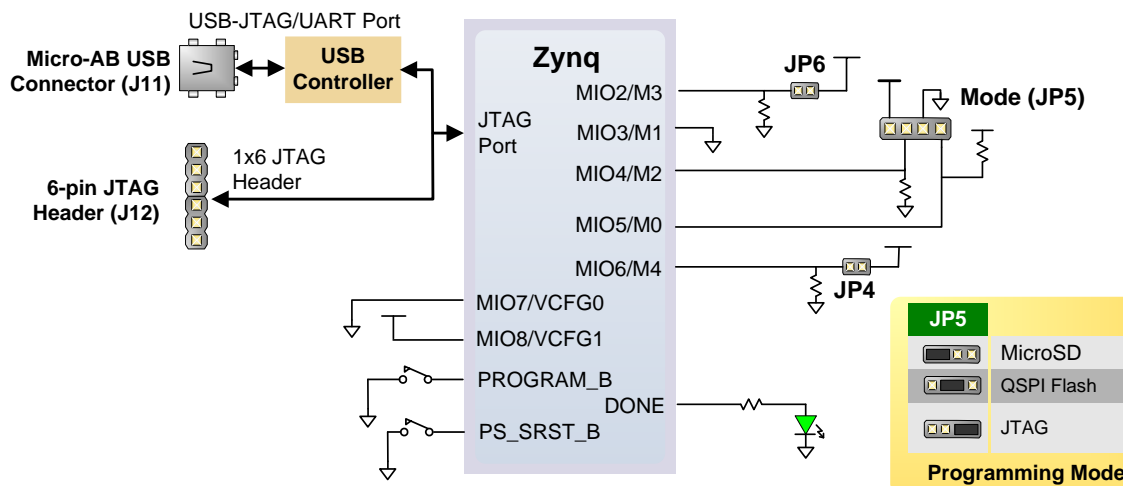 USB-JTAG/UART Port
Micro-AB USB
Connector (J11)
USB
Controller
1x6 JTAG
Header
6-pin JTAG
Header (J12)
Zynq
JTAG
Port
MIO2/M3
MIO3/M1
MIO4/M2
MIO5/M0
MIO6/M4
MIO7/VCFG0
MIO8/VCFG1
PROGRAM_B
DONE
PS_SRST_B
JP6
Mode (JP5)
JP4
JP5
MicroSD
QSPI Flash
JTAG
Programming Mode